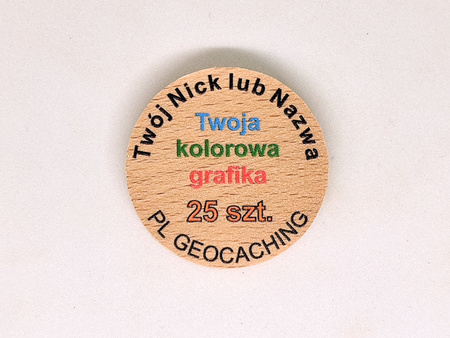 Twój Nick lub Nazwa
Twoja
kolorowa
grafika
25 szt.
PL GEOCACHING